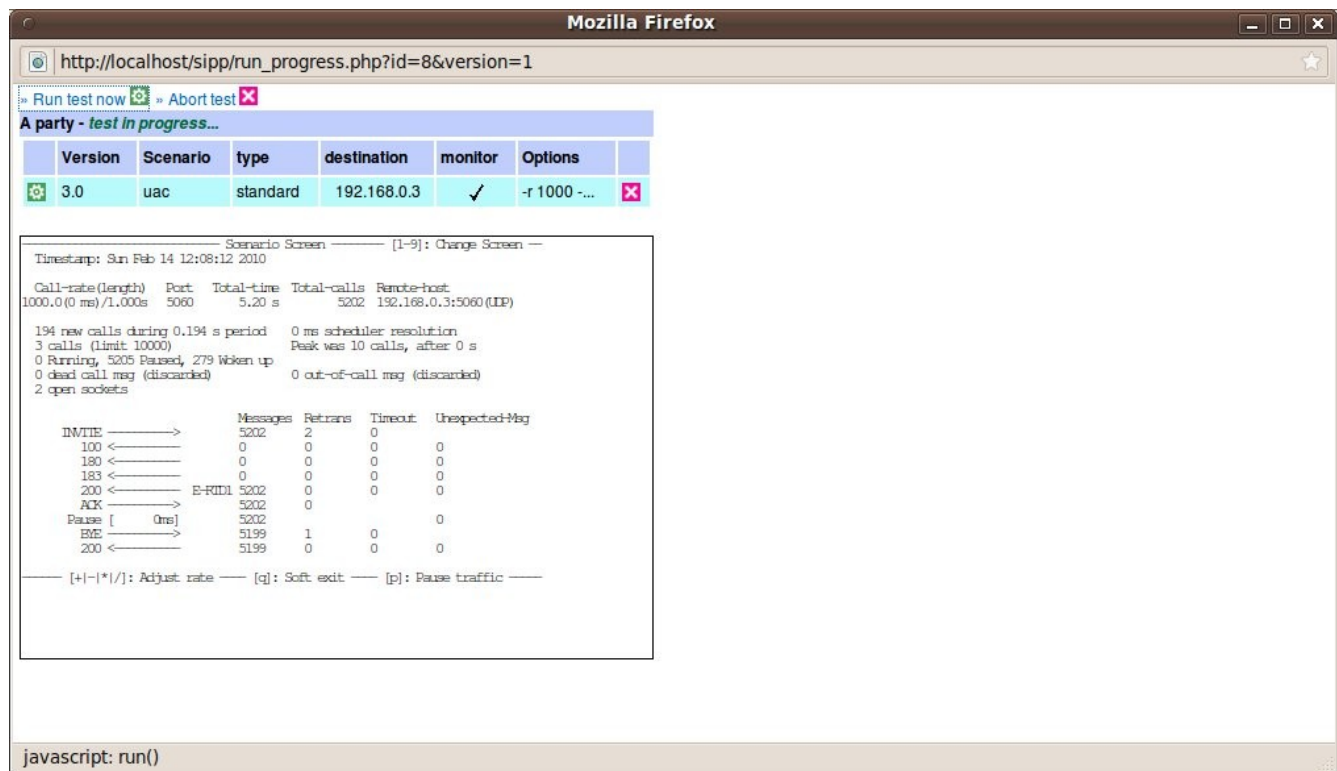 Mozilla Firefox
http://localhost/sipp/run_progress.php?id=8&version=1
» Run test now » Abort test
A party - test in progress...
Version Scenario type destination monitor Options
3.0 uac standard 192.168.0.3 ✓ -r 1000 -...
------------------------------ Scenario Screen -------- [1-9]: Change Screen --
Timestamp: Sun Feb 14 12:08:12 2010
Call-rate(length) Port Total-time Total-calls Remote-host
1000.0(0 ms)/1.000s 5060 5.20 s 5202 192.168.0.3:5060(UDP)
194 new calls during 0.194 s period 0 ms scheduler resolution
3 calls (limit 10000) Peak was 10 calls, after 0 s
0 Running, 5205 Paused, 279 Woken up
0 dead call msg (discarded) 0 out-of-call msg (discarded)
2 open sockets
Messages Retrans Timeout Unexpected-Msg
INVITE ----------> 5202 2 0
100 <---------- 0 0 0 0
180 <---------- 0 0 0 0
183 <---------- 0 0 0 0
200 <---------- E-RTD1 5202 0 0 0
ACK ----------> 5202 0
Pause [ 0ms] 5202 0
BYE ----------> 5199 1 0
200 <---------- 5199 0 0 0
------ [+|-|*|/]: Adjust rate ---- [q]: Soft exit ---- [p]: Pause traffic -----
javascript: run()